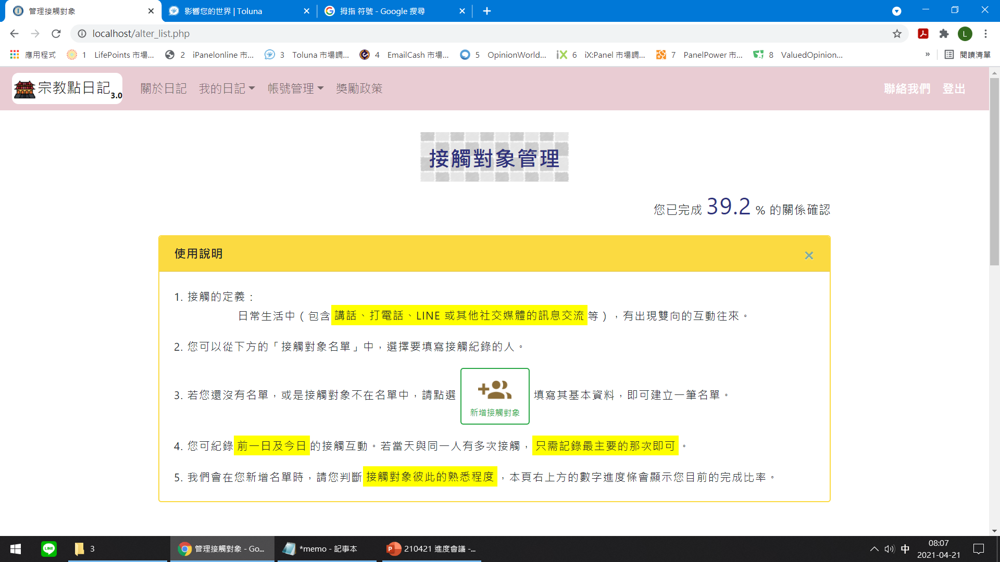 管理接觸對象
影響您的世界 | Toluna
拇指 符號 - Google 搜尋
localhost/alter_list.php
L
應用程式
1 LifePoints 市場...
2 iPanelonline 市...
3 Toluna 市場調...
4 EmailCash 市場...
5 OpinionWorld...
6 iX:Panel 市場調...
7 PanelPower 市...
8 ValuedOpinion...
»
閱讀清單
宗教點日記3.0
關於日記
我的日記
帳號管理
獎勵政策
聯絡我們
登出
接觸對象管理
您已完成 39.2 % 的關係確認
使用說明
1. 接觸的定義：
日常生活中（包含講話、打電話、LINE 或其他社交媒體的訊息交流等），有出現雙向的互動往來。
2. 您可以從下方的「接觸對象名單」中，選擇要填寫接觸紀錄的人。
3. 若您還沒有名單，或是接觸對象不在名單中，請點選 新增接觸對象 填寫其基本資料，即可建立一筆名單。
4. 您可紀錄前一日及今日的接觸互動。若當天與同一人有多次接觸，只需記錄最主要的那次即可。
5. 我們會在您新增名單時，請您判斷接觸對象彼此的熟悉程度，本頁右上方的數字進度條會顯示您目前的完成比率。
LINE
3
管理接觸對象 - Go...
*memo - 記事本
210421 進度會議 -...
中
08:07
2021-04-21